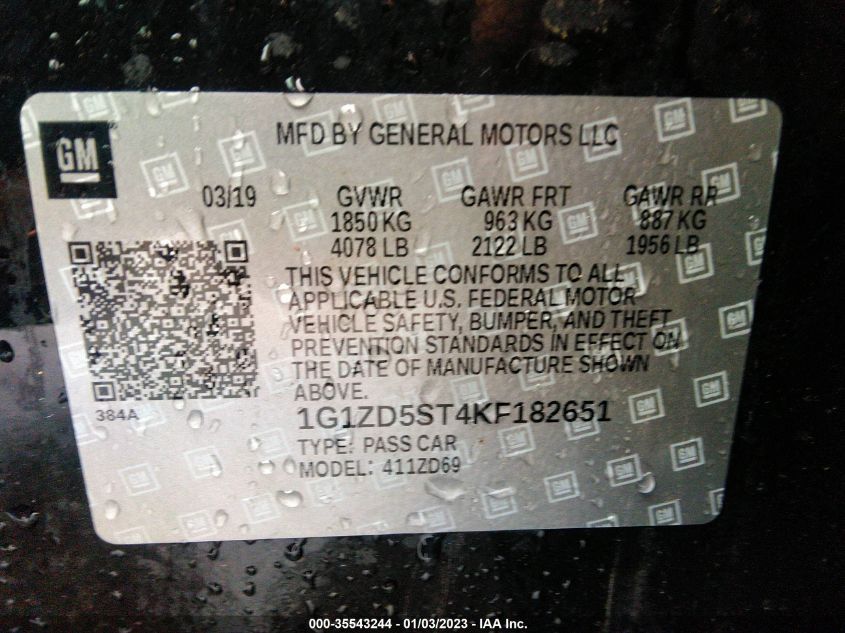 GM
MFD BY GENERAL MOTORS LLC
03/19 GVWR GAWR FRT GAWR RR
1850 KG 963 KG 887 KG
4078 LB 2122 LB 1956 LB
THIS VEHICLE CONFORMS TO ALL
APPLICABLE U.S. FEDERAL MOTOR
VEHICLE SAFETY, BUMPER, AND THEFT
PREVENTION STANDARDS IN EFFECT ON
THE DATE OF MANUFACTURE SHOWN
ABOVE.
384A
1G1ZD5ST4KF182651
TYPE: PASS CAR
MODEL: 411ZD69
000-35543244 - 01/03/2023 - IAA Inc.